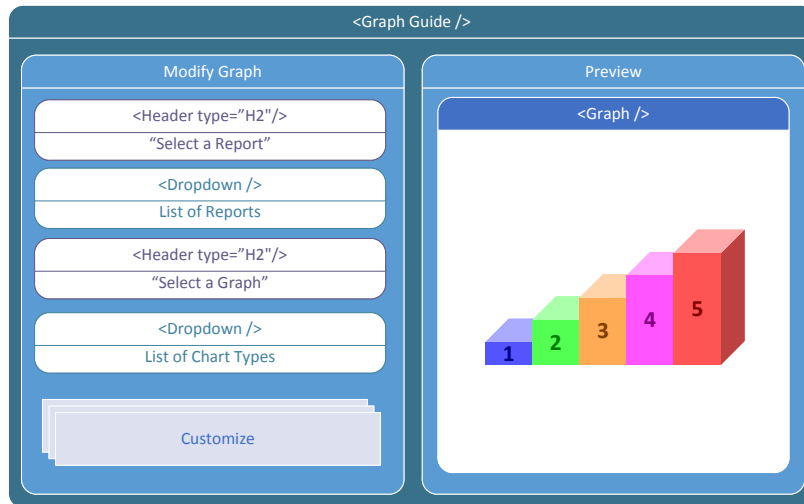 <Graph Guide />
Modify Graph
<Header type=”H2"/>
“Select a Report”
<Dropdown />
List of Reports
<Header type=”H2"/>
“Select a Graph”
<Dropdown />
List of Chart Types
Customize
Preview
<Graph />
1
2
3
4
5